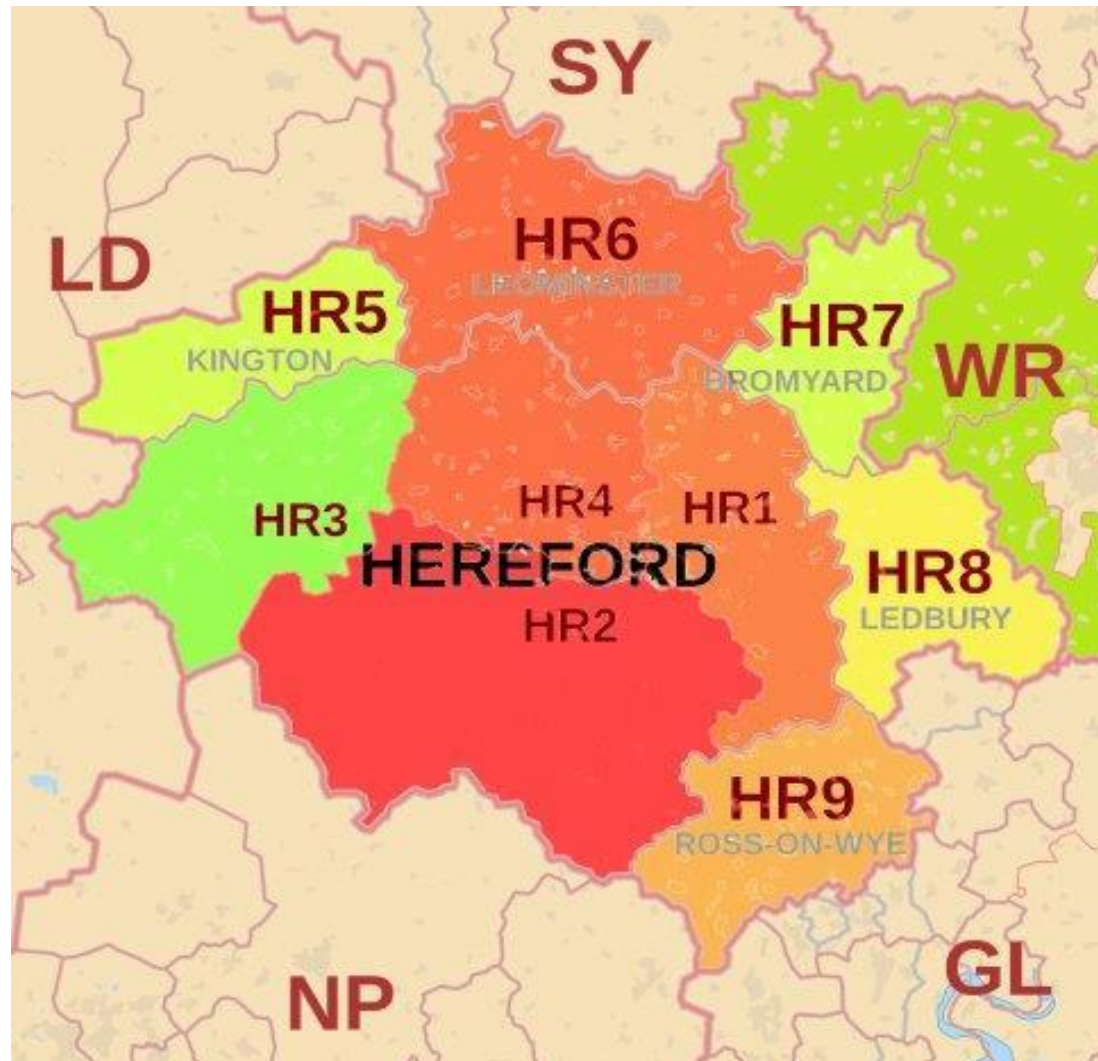 SY
HR6
LEOMINSTER
LD
HR5
KINGTON
HR7
BROMYARD
WR
HR3
HR4
HR1
HEREFORD
HR2
HR8
LEDBURY
HR9
ROSS-ON-WYE
NP
GL